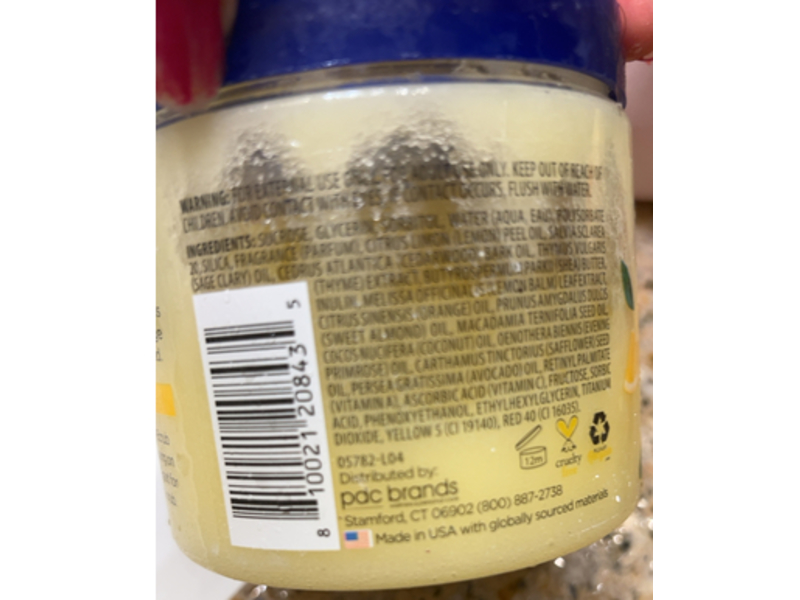 WARNING: FOR EXTERNAL USE ONLY. KEEP OUT OF REACH OF
CHILDREN. AVOID CONTACT WITH CONTACT OCCURS, FLUSH WITH WATER.
INGREDIENTS: SUCROSE, GLYCERIN, SORBITOL, WATER (AQUA, EAU), POLYSORBATE
20, SILICA, FRAGRANCE (PARFUM), CITRUS LIMON (LEMON) PEEL OIL, SALVIA SCLAREA
(SAGE CLARY) OIL, CEDRUS ATLANTICA BARK OIL, THYMUS VULGARIS
(THYME) EXTRACT, (SHEA) BUTTER,
INULIN, MELISSA OFFICINALIS (LEMON BALM) LEAF EXTRACT,
CITRUS SINENSIS (ORANGE) OIL, PRUNUS AMYGDALUS DULCIS
(SWEET ALMOND) OIL, MACADAMIA TERNIFOLIA SEED OIL,
COCOS NUCIFERA (COCONUT) OIL, OENOTHERA BIENNIS (EVENING
PRIMROSE) OIL, CARTHAMUS TINCTORIUS (SAFFLOWER) SEED
OIL, PERSEA GRATISSIMA (AVOCADO) OIL, RETINYL PALMITATE
(VITAMIN A), ASCORBIC ACID (VITAMIN C), FRUCTOSE, SORBIC
ACID, PHENOXYETHANOL, ETHYLHEXYLGLYCERIN, TITANIUM
DIOXIDE, YELLOW 5 (CI 19140), RED 40 (CI 16035).
05782-L04
Distributed by:
pdc brands
Stamford, CT 06902 (800) 887-2738
Made in USA with globally sourced materials
12m
cruelty
8 10021 20843 5